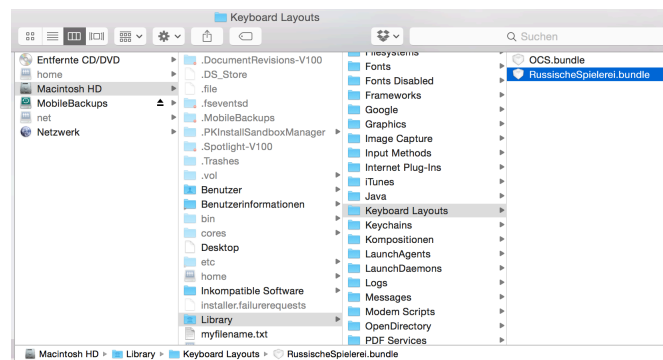 Keyboard Layouts
Suchen
Entfernte CD/DVD
home
Macintosh HD
MobileBackups
net
Netzwerk
.DocumentRevisions-V100
.DS_Store
.file
.fseventsd
.MobileBackups
.PKInstallSandboxManager
.Spotlight-V100
.Trashes
.vol
Benutzer
Benutzerinformationen
bin
cores
Desktop
etc
home
Inkompatible Software
installer.failurerequests
Library
myfilename.txt
Filesystems
Fonts
Fonts Disabled
Frameworks
Google
Graphics
Image Capture
Input Methods
Internet Plug-Ins
iTunes
Java
Keyboard Layouts
Keychains
Kompositionen
LaunchAgents
LaunchDaemons
Logs
Messages
Modem Scripts
OpenDirectory
PDF Services
OCS.bundle
RussischeSpielerei.bundle
Macintosh HD ▸ Library ▸ Keyboard Layouts ▸ RussischeSpielerei.bundle